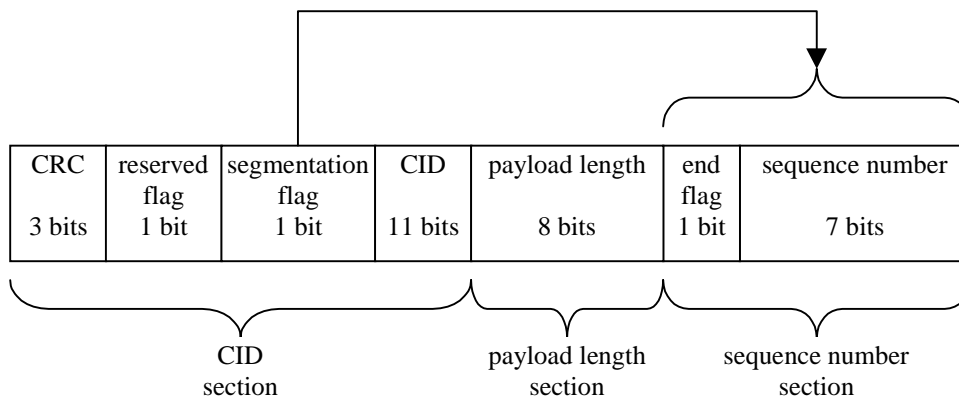 CRC
3 bits
reserved
flag
1 bit
segmentation
flag
1 bit
CID
11 bits
payload length
8 bits
end
flag
1 bit
sequence number
7 bits
CID
section
payload length
section
sequence number
section